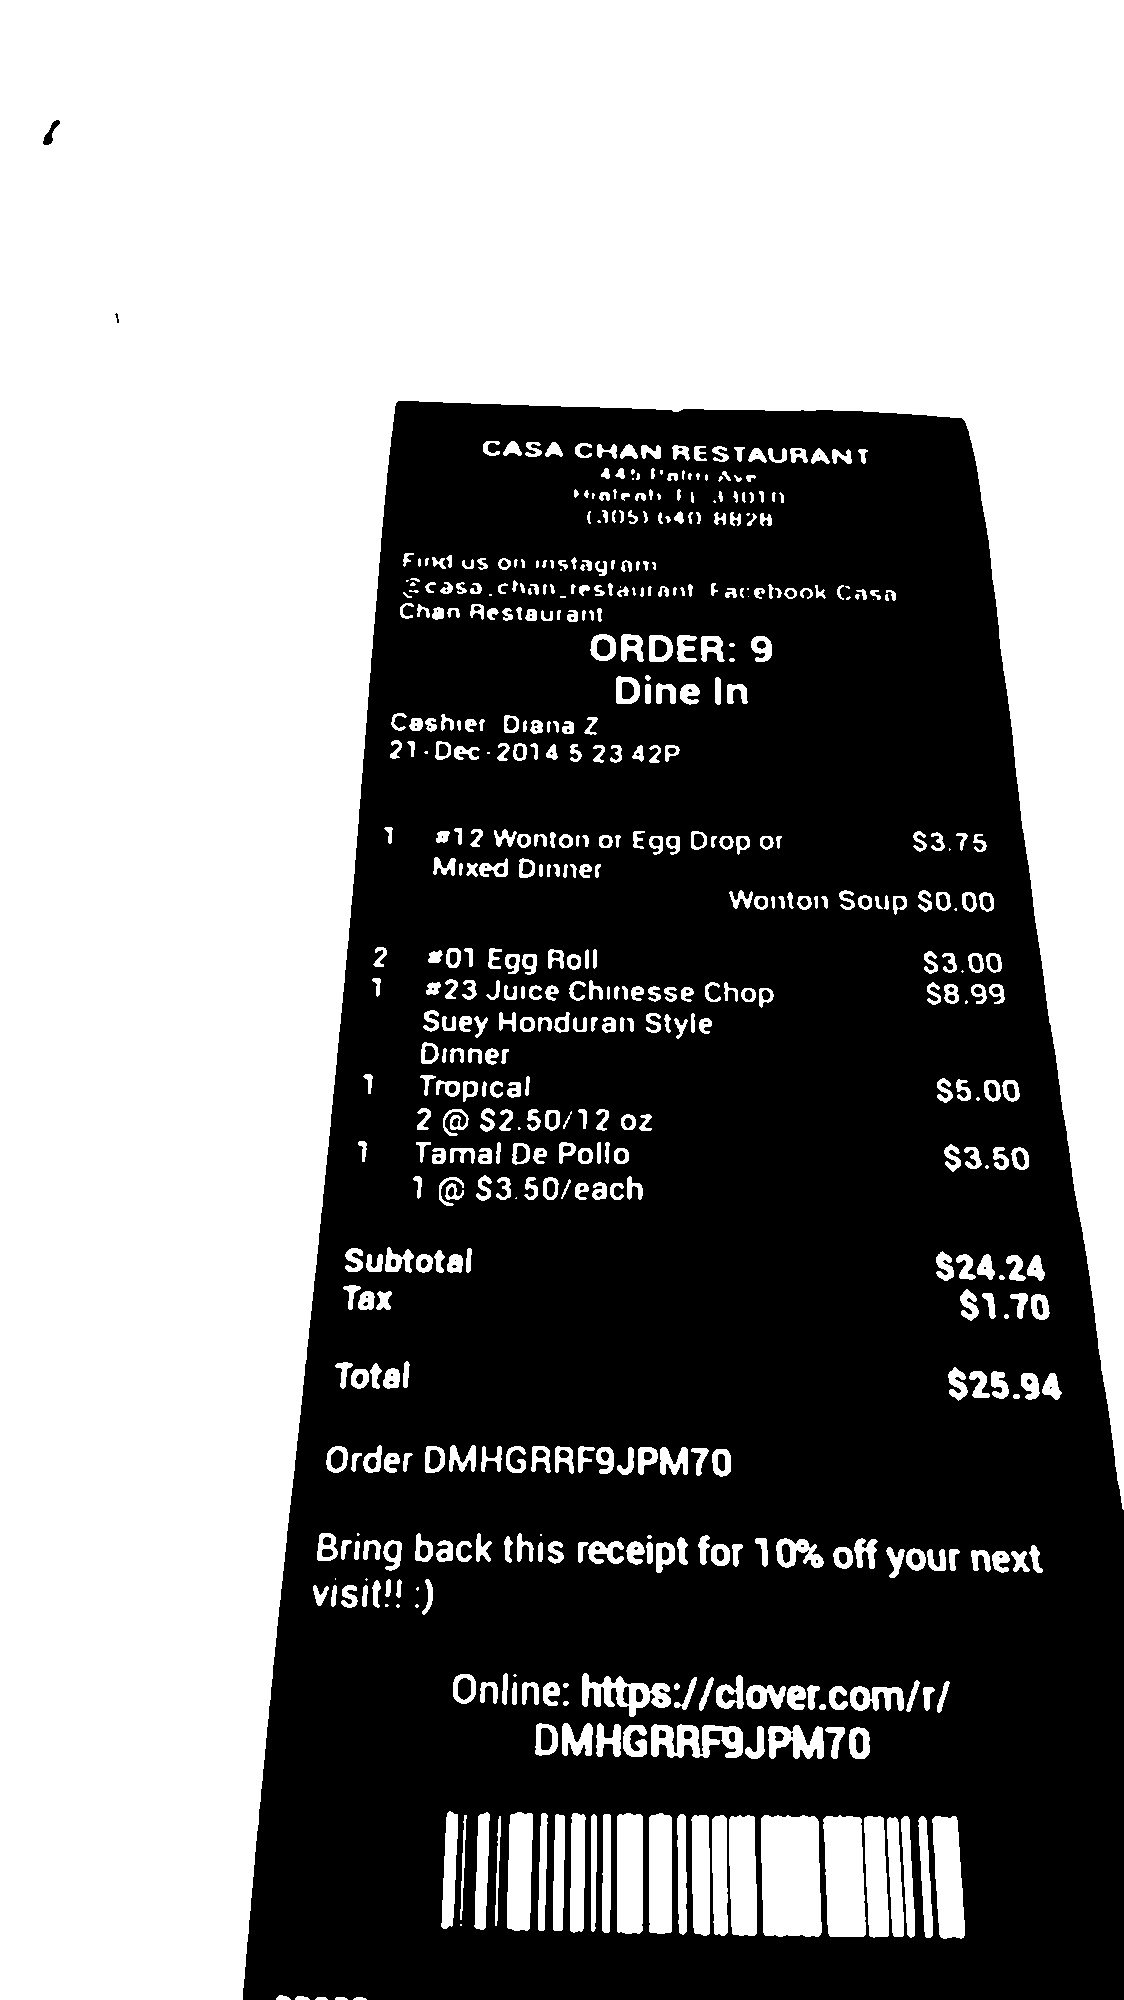 CASA CHAN RESTAURANT
445 Palm Ave
Hialeah FL 33010
(305) 640 8828
Find us on instagram
@casa_chan_restaurant Facebook Casa
Chan Restaurant
ORDER: 9
Dine In
Cashier Diana Z
21-Dec-2014 5 23 42P
1 #12 Wonton or Egg Drop or $3.75
Mixed Dinner
Wonton Soup $0.00
2 #01 Egg Roll $3.00
1 #23 Juice Chinesse Chop $8.99
Suey Honduran Style
Dinner
1 Tropical $5.00
2 @ $2.50/12 oz
1 Tamal De Pollo $3.50
1 @ $3.50/each
Subtotal $24.24
Tax $1.70
Total $25.94
Order DMHGRRF9JPM70
Bring back this receipt for 10% off your next
visit!! :)
Online: https://clover.com/r/
DMHGRRF9JPM70